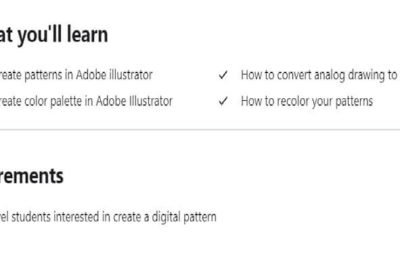 at you'll learn
reate patterns in Adobe illustrator
✓ How to convert analog drawing to
reate color palette in Adobe Illustrator
✓ How to recolor your patterns
rements
vel students interested in create a digital pattern